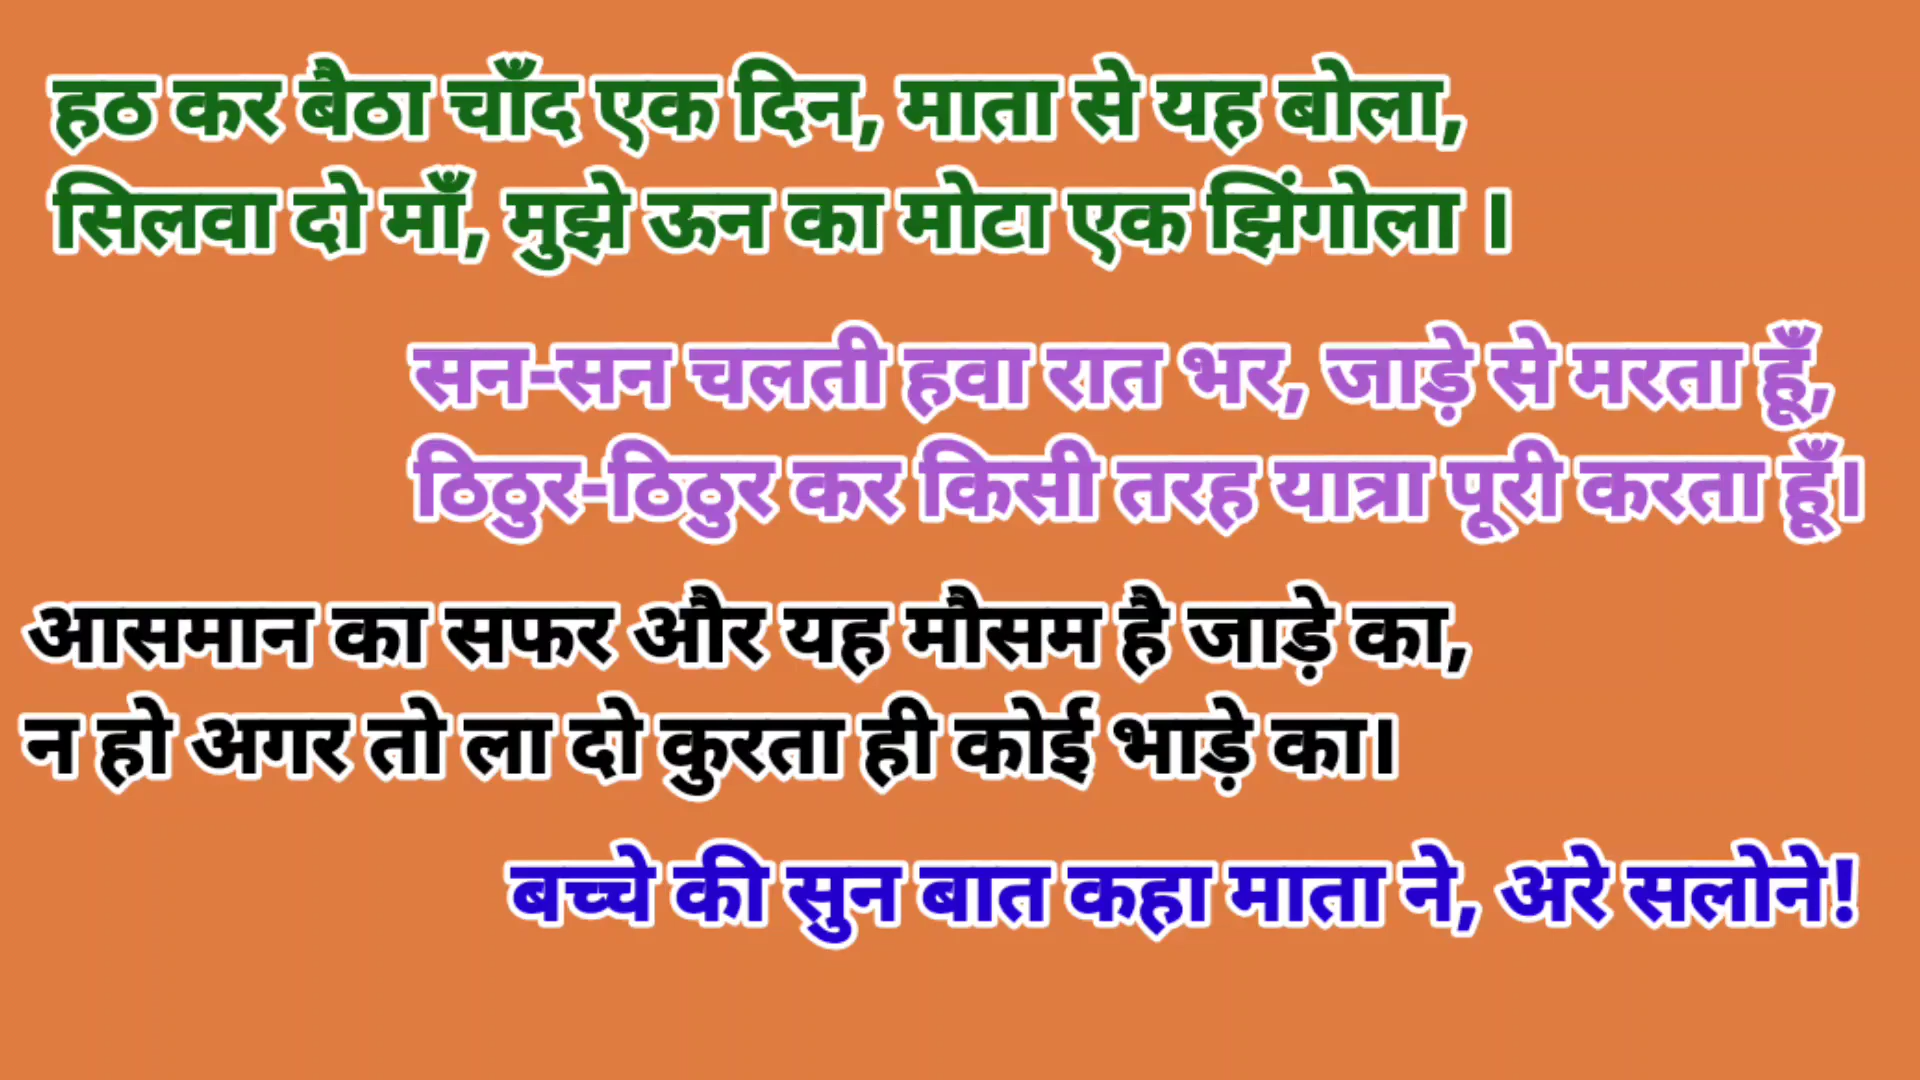 हठ कर बैठा चाँद एक दिन, माता से यह बोला,
सिलवा दो माँ, मुझे ऊन का मोटा एक झिंगोला ।
सन-सन चलती हवा रात भर, जाड़े से मरता हूँ,
ठिठुर-ठिठुर कर किसी तरह यात्रा पूरी करता हूँ।
आसमान का सफर और यह मौसम है जाड़े का,
न हो अगर तो ला दो कुरता ही कोई भाड़े का।
बच्चे की सुन बात कहा माता ने, अरे सलोने!